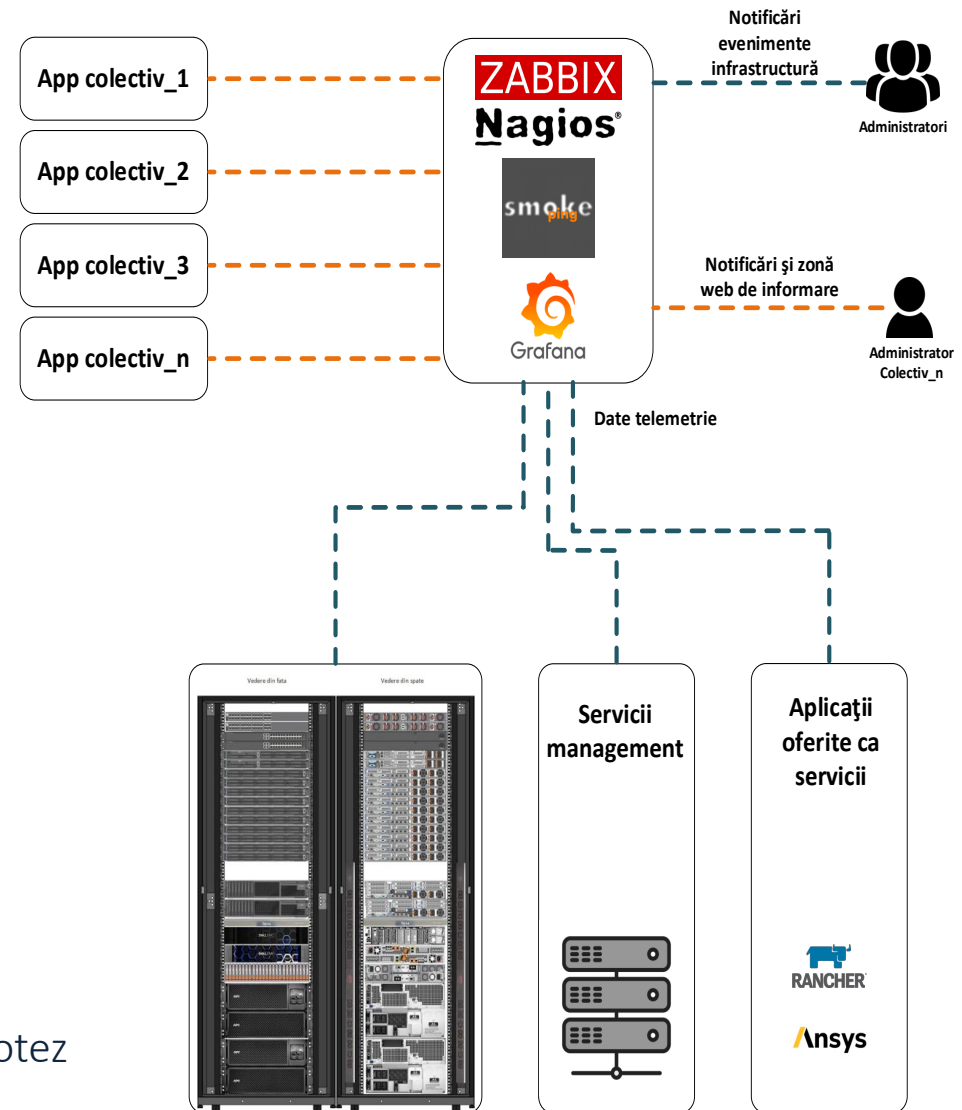 Notificări
evenimente
infrastructură
Administratori
App colectiv_1
App colectiv_2
App colectiv_3
App colectiv_n
ZABBIX
Nagios®
smokeping
Grafana
Notificări şi zonă
web de informare
Administrator
Colectiv_n
Date telemetrie
Vedere din fata
Vedere din spate
Servicii
management
Aplicaţii
oferite ca
servicii
RANCHER
Ansys
otez